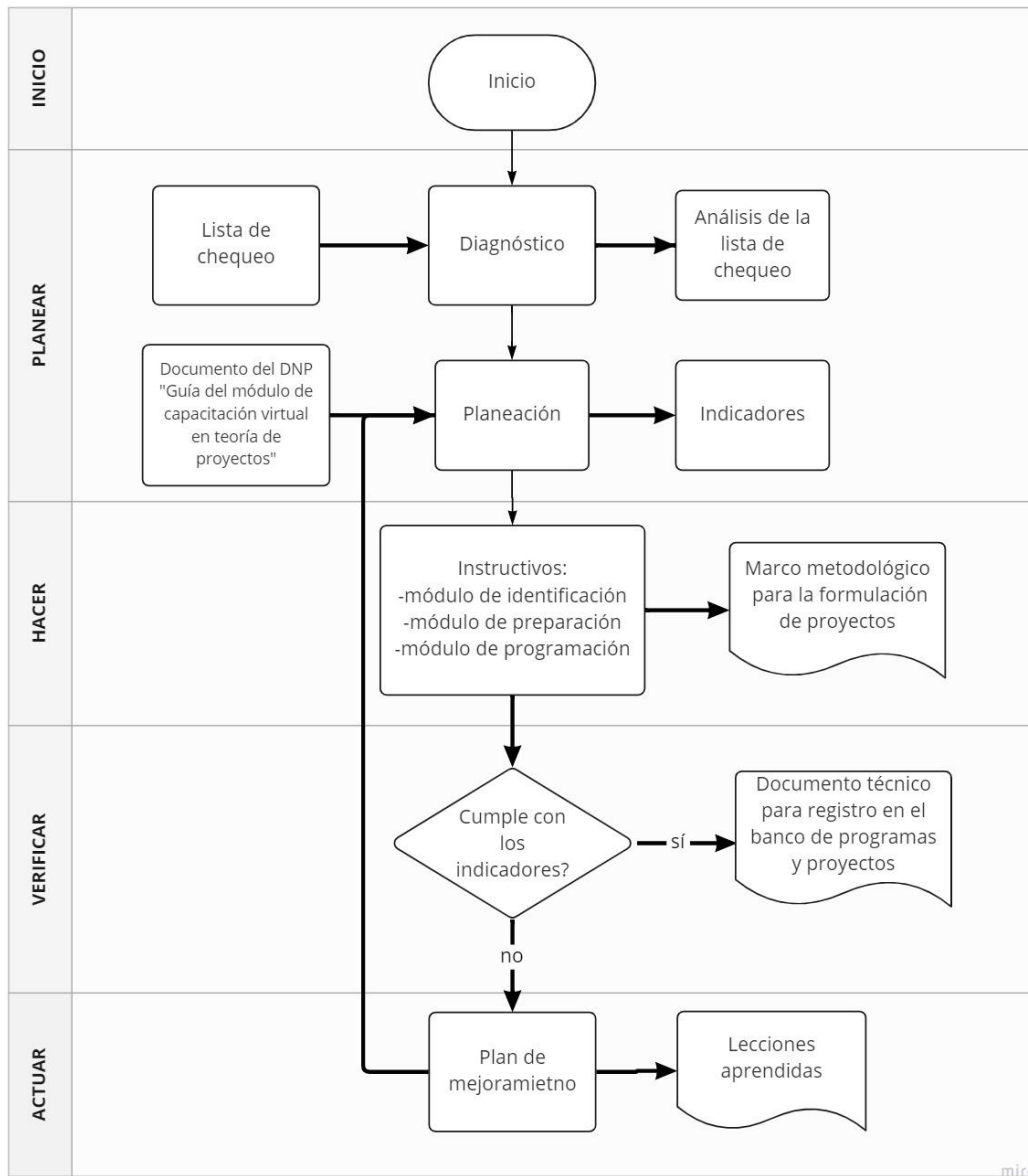 INICIO
Inicio
PLANEAR
Lista de
chequeo
Diagnóstico
Análisis de la
lista de
chequeo
Documento del DNP
"Guía del módulo de
capacitación virtual
en teoría de
proyectos"
Planeación
Indicadores
HACER
Instructivos:
-módulo de identificación
-módulo de preparación
-módulo de programación
Marco metodológico
para la formulación
de proyectos
VERIFICAR
Cumple con
los
indicadores?
sí
Documento técnico
para registro en el
banco de programas
y proyectos
no
ACTUAR
Plan de
mejoramietno
Lecciones
aprendidas